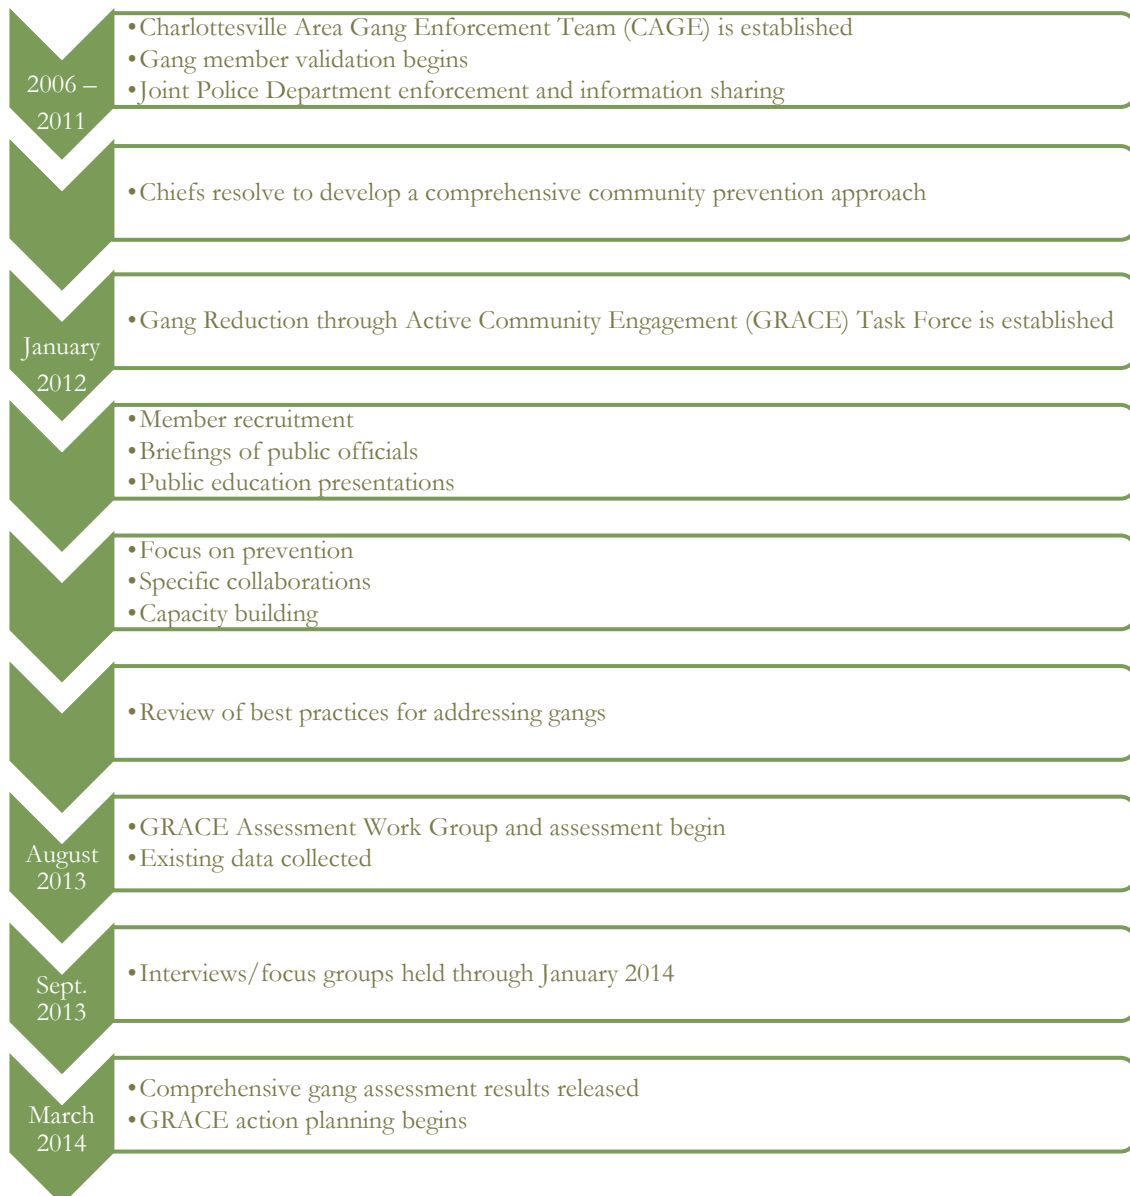 2006 –
2011
•Charlottesville Area Gang Enforcement Team (CAGE) is established
•Gang member validation begins
•Joint Police Department enforcement and information sharing
•Chiefs resolve to develop a comprehensive community prevention approach
January
2012
•Gang Reduction through Active Community Engagement (GRACE) Task Force is established
•Member recruitment
•Briefings of public officials
•Public education presentations
•Focus on prevention
•Specific collaborations
•Capacity building
•Review of best practices for addressing gangs
August
2013
•GRACE Assessment Work Group and assessment begin
•Existing data collected
Sept.
2013
•Interviews/focus groups held through January 2014
March
2014
•Comprehensive gang assessment results released
•GRACE action planning begins